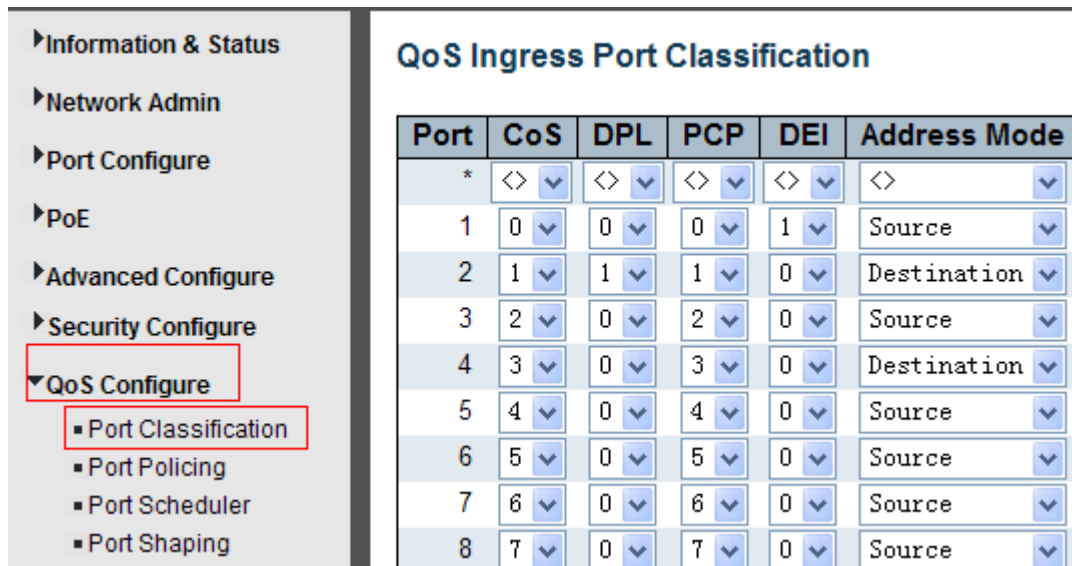 Information & Status
Network Admin
Port Configure
PoE
Advanced Configure
Security Configure
QoS Configure
Port Classification
Port Policing
Port Scheduler
Port Shaping
QoS Ingress Port Classification
Port CoS DPL PCP DEI Address Mode
* <> <> <> <> <>
1 0 0 0 1 Source
2 1 1 1 0 Destination
3 2 0 2 0 Source
4 3 0 3 0 Destination
5 4 0 4 0 Source
6 5 0 5 0 Source
7 6 0 6 0 Source
8 7 0 7 0 Source